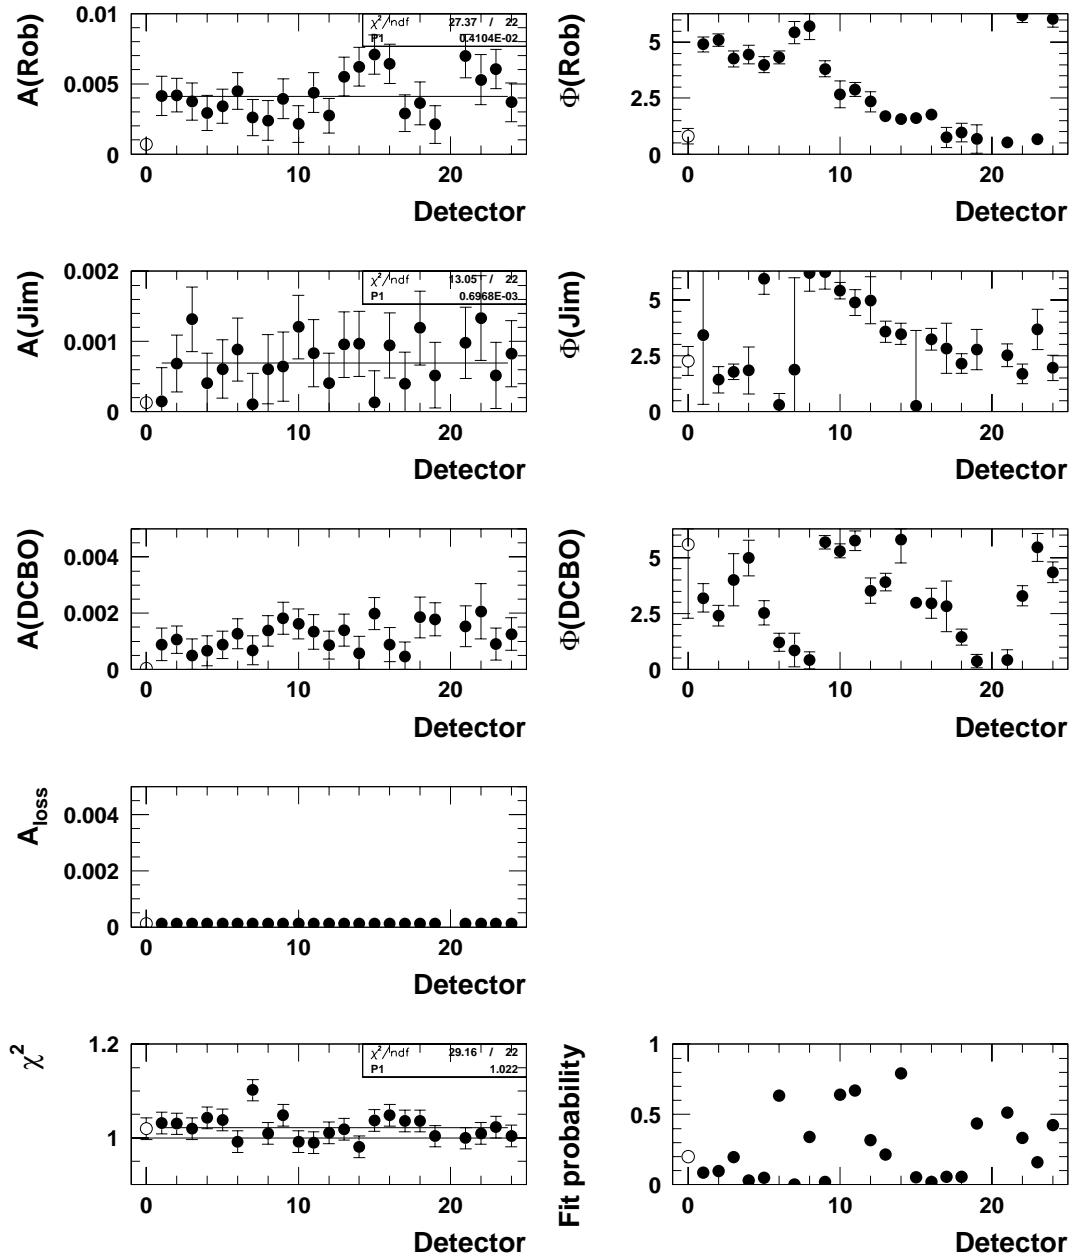 A(Rob)
0.01
0.005
0
χ²/ndf 27.37 / 22
P1 0.4104E-02
0 10 20
Detector
Φ(Rob)
5
2.5
0
0 10 20
Detector
A(Jim)
0.002
0.001
0
χ²/ndf 13.05 / 22
P1 0.6968E-03
0 10 20
Detector
Φ(Jim)
5
2.5
0
0 10 20
Detector
A(DCBO)
0.004
0.002
0
0 10 20
Detector
Φ(DCBO)
5
2.5
0
0 10 20
Detector
A_loss
0.004
0.002
0
0 10 20
Detector
χ²
1.2
1
χ²/ndf 29.16 / 22
P1 1.022
0 10 20
Detector
Fit probability
1
0.5
0
0 10 20
Detector